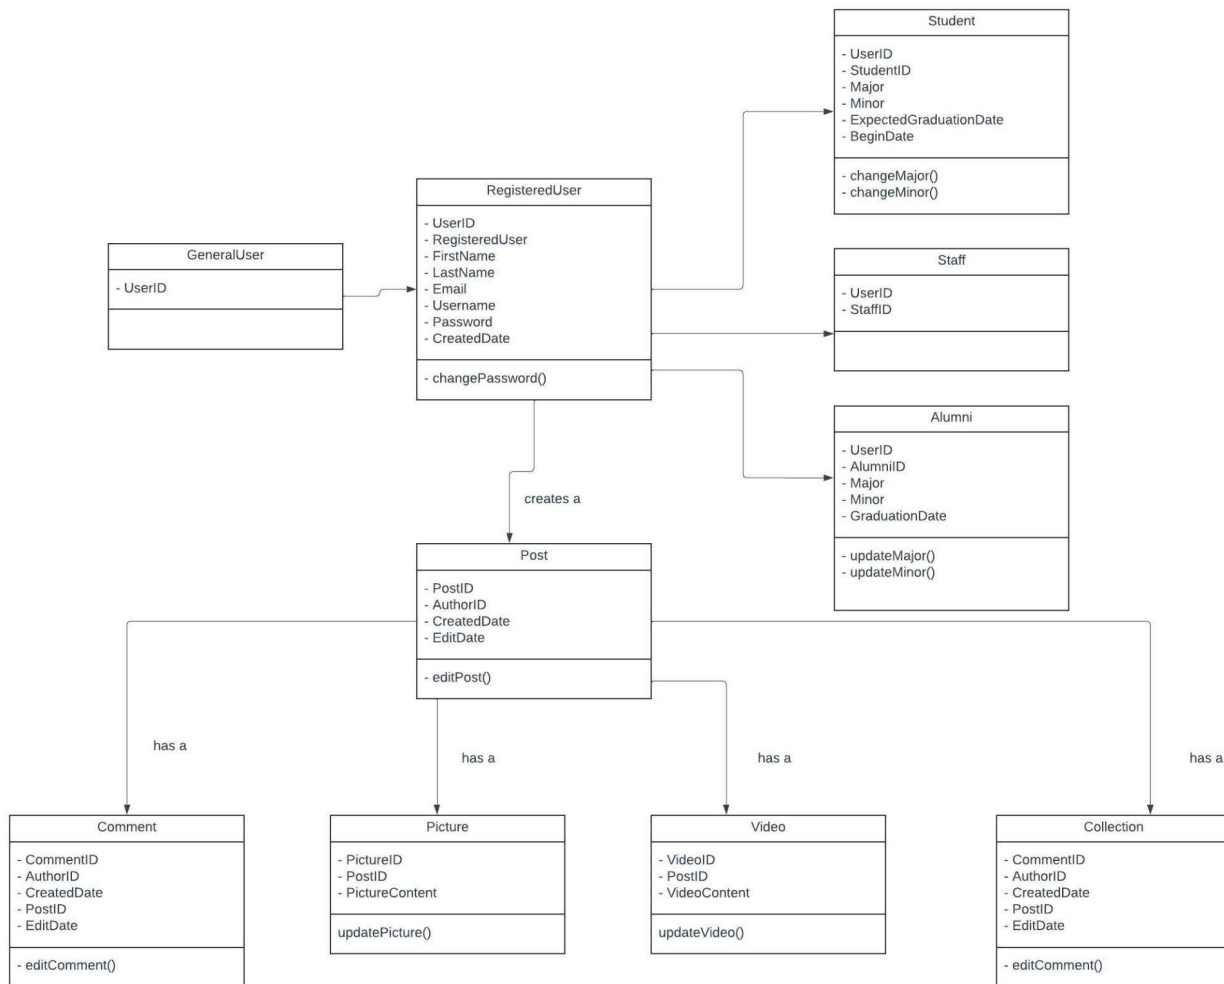 Student
- UserID
- StudentID
- Major
- Minor
- ExpectedGraduationDate
- BeginDate
- changeMajor()
- changeMinor()
RegisteredUser
- UserID
- RegisteredUser
- FirstName
- LastName
- Email
- Username
- Password
- CreatedDate
- changePassword()
GeneralUser
- UserID
Staff
- UserID
- StaffID
Alumni
- UserID
- AlumniID
- Major
- Minor
- GraduationDate
- updateMajor()
- updateMinor()
creates a
Post
- PostID
- AuthorID
- CreatedDate
- EditDate
- editPost()
has a
has a
has a
has a
Comment
- CommentID
- AuthorID
- CreatedDate
- PostID
- EditDate
- editComment()
Picture
- PictureID
- PostID
- PictureContent
updatePicture()
Video
- VideoID
- PostID
- VideoContent
updateVideo()
Collection
- CommentID
- AuthorID
- CreatedDate
- PostID
- EditDate
- editComment()